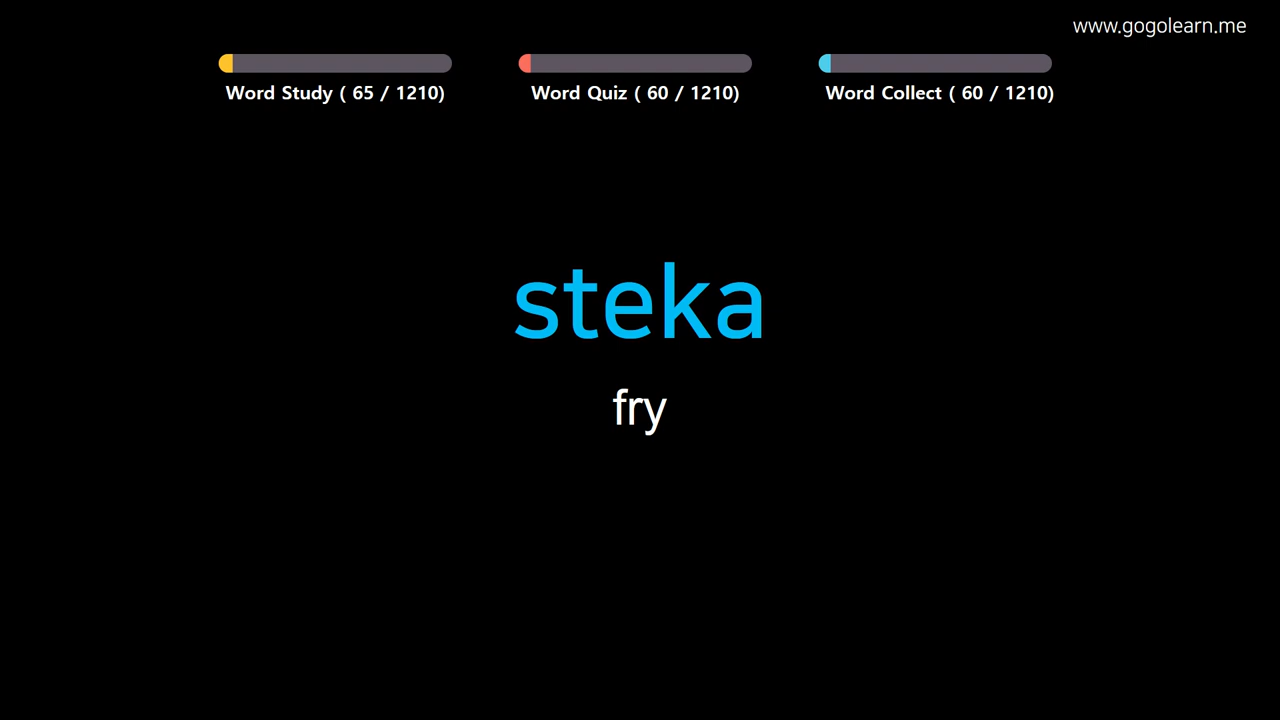 www.gogolearn.me
Word Study ( 65 / 1210)
Word Quiz ( 60 / 1210)
Word Collect ( 60 / 1210)
steka
fry